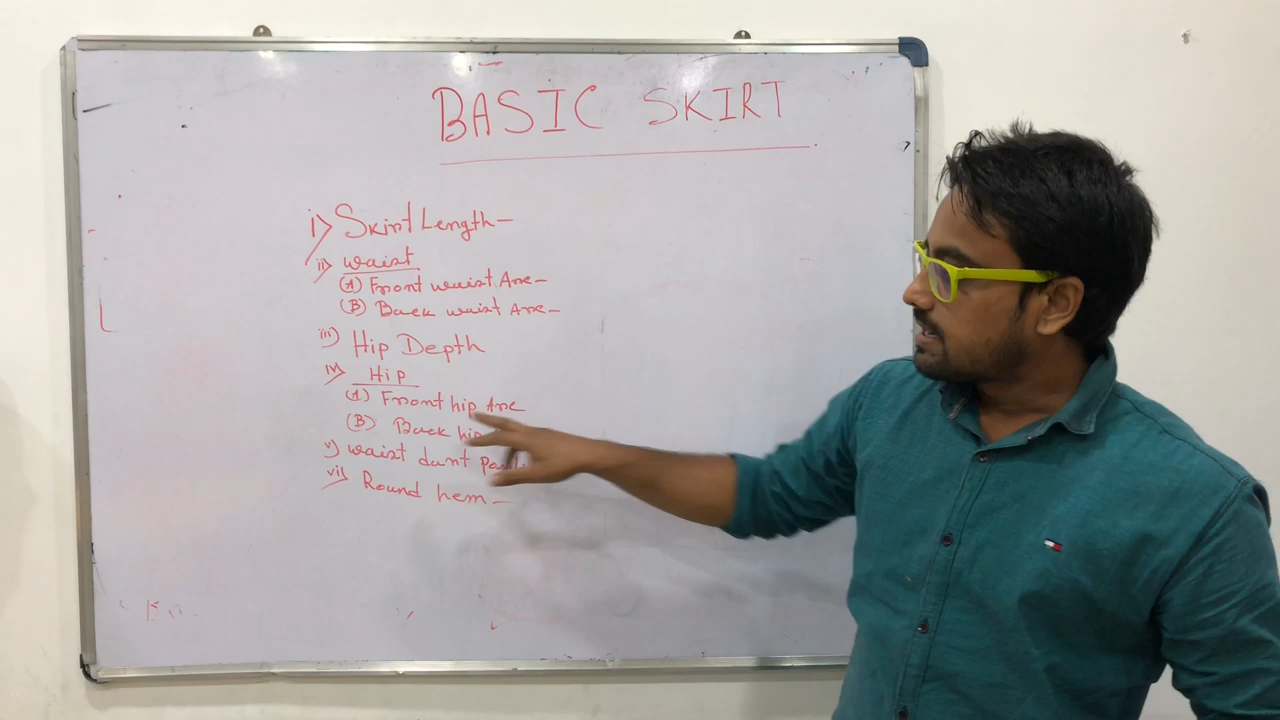 BASIC SKIRT
i) Skirt Length-
ii) waist
(A) Front waist Arc-
(B) Back waist Arc-
iii) Hip Depth
iv) Hip
(A) Front hip Arc
(B) Back hip
v) waist dart
vi) Round hem-